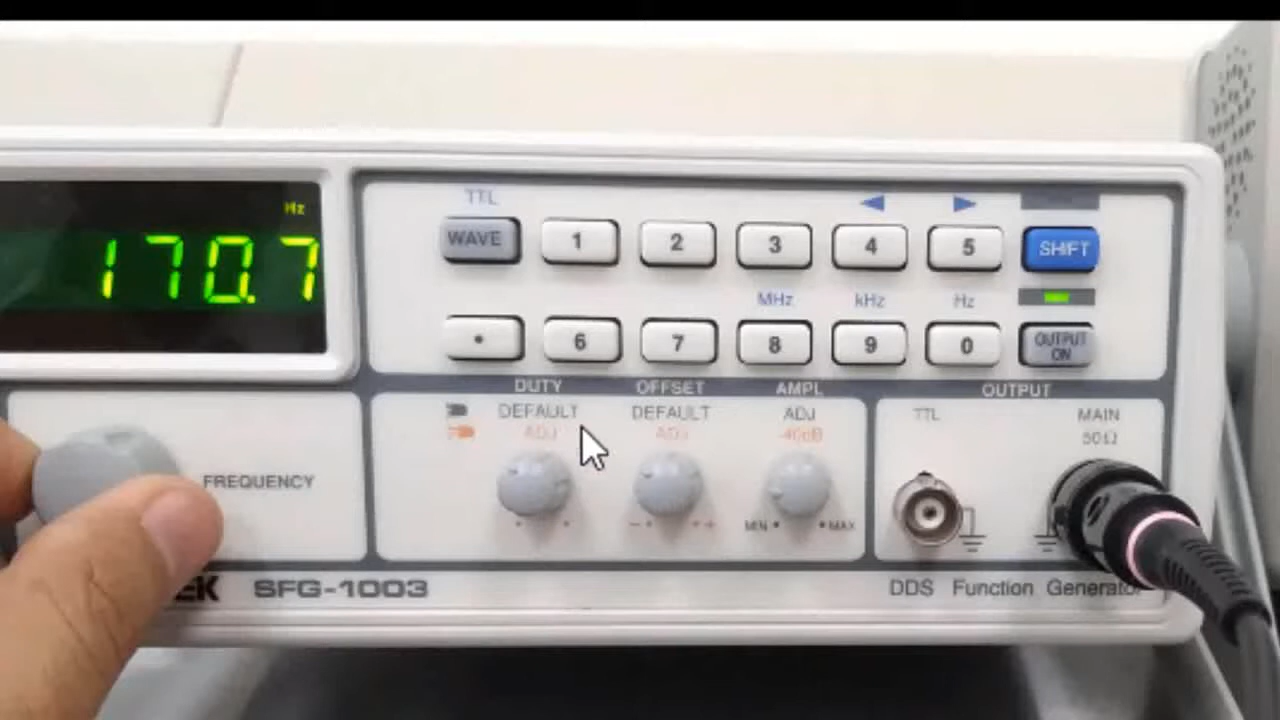 Hz
170.7
TTL
WAVE 1 2 3 4 5 SHIFT
MHz kHz Hz
. 6 7 8 9 0 OUTPUT ON
DUTY OFFSET AMPL OUTPUT
DEFAULT DEFAULT ADJ TTL MAIN
ADJ ADJ -40dB 50Ω
FREQUENCY
- + MIN MAX
EK SFG-1003 DDS Function Generator